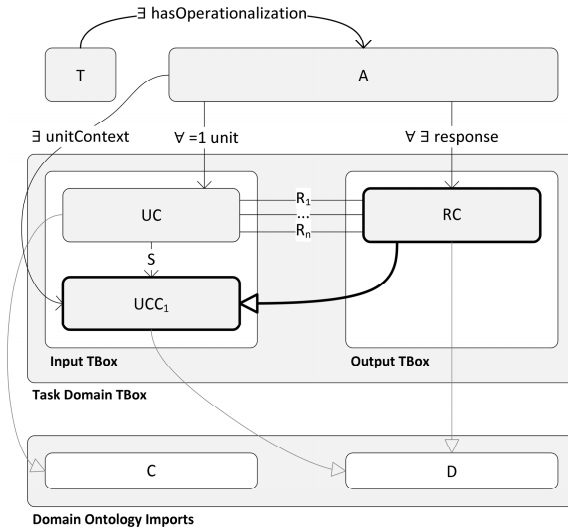 ∃ hasOperationalization
T
A
∃ unitContext
∀ =1 unit
∀ ∃ response
UC
R1
...
Rn
RC
S
UCC1
Input TBox
Output TBox
Task Domain TBox
C
D
Domain Ontology Imports